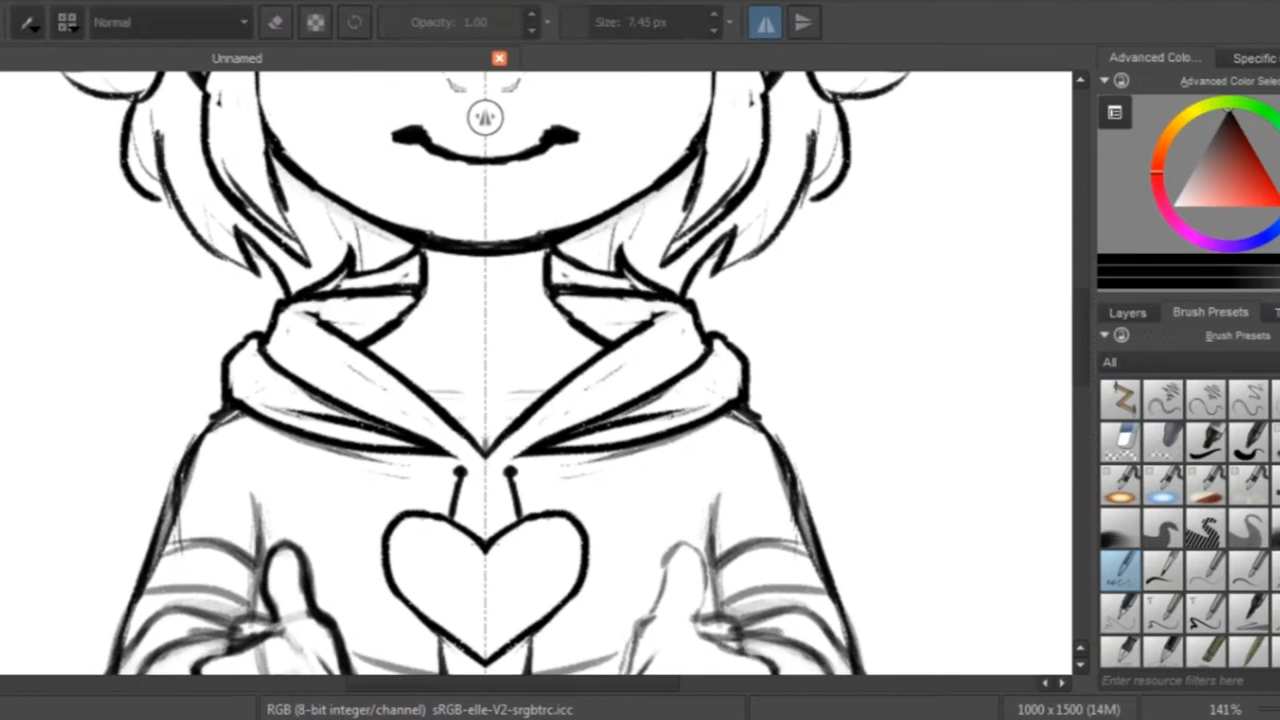 Normal
Opacity: 1.00
Size: 7.45 px
Unnamed
Advanced Colo...
Specific
Advanced Color Selec
Layers
Brush Presets
Brush Presets
All
Enter resource filters here
RGB (8-bit integer/channel) sRGB-elle-V2-srgbtrc.icc
1000 x 1500 (14M)
141%